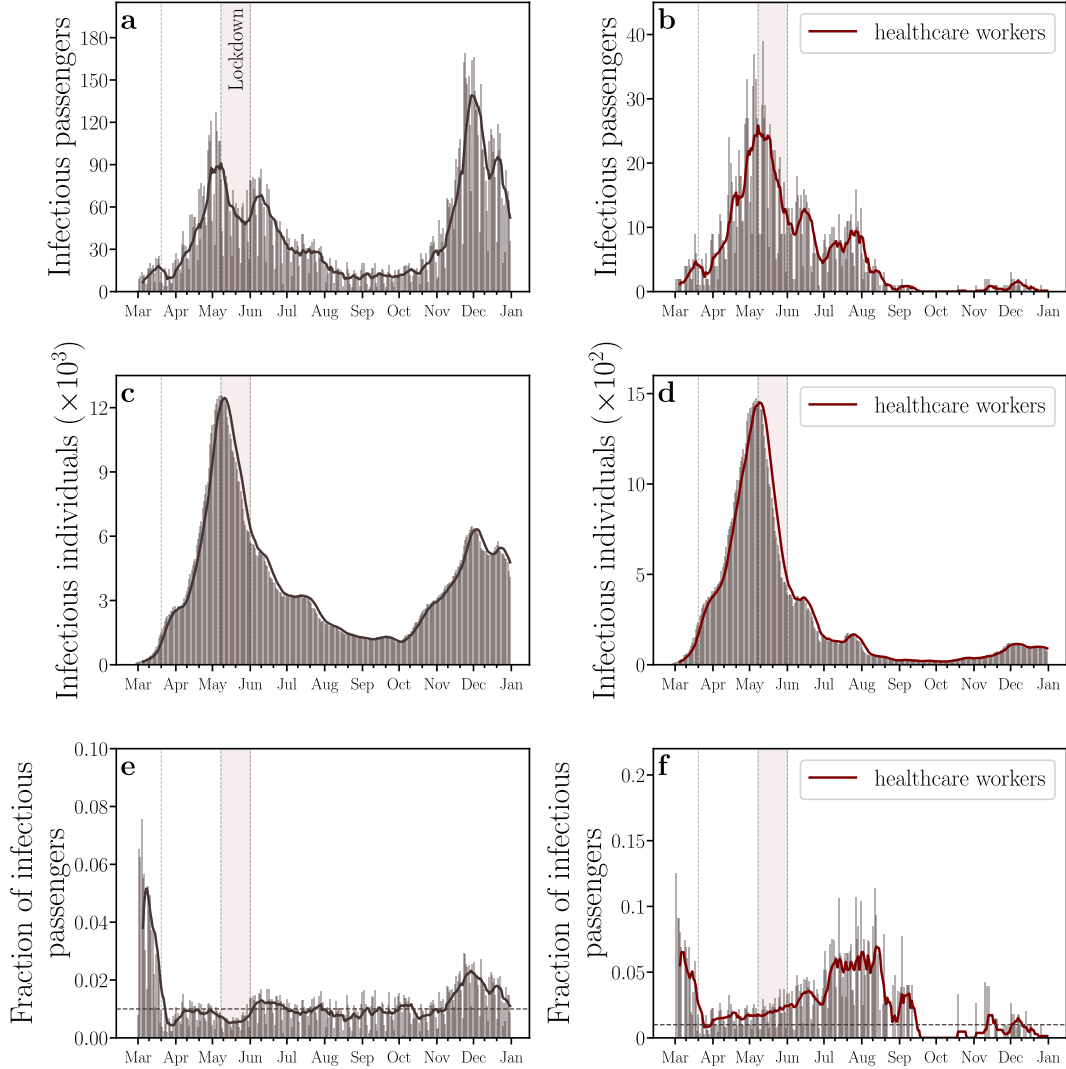 a
Infectious passengers
180
150
120
90
60
30
0
Lockdown
Mar Apr May Jun Jul Aug Sep Oct Nov Dec Jan
b
Infectious passengers
40
30
20
10
0
healthcare workers
Mar Apr May Jun Jul Aug Sep Oct Nov Dec Jan
c
Infectious individuals (×10³)
12
9
6
3
0
Mar Apr May Jun Jul Aug Sep Oct Nov Dec Jan
d
Infectious individuals (×10²)
15
10
5
0
healthcare workers
Mar Apr May Jun Jul Aug Sep Oct Nov Dec Jan
e
Fraction of infectious
passengers
0.10
0.08
0.06
0.04
0.02
0.00
Mar Apr May Jun Jul Aug Sep Oct Nov Dec Jan
f
Fraction of infectious
passengers
0.2
0.15
0.1
0.05
0
healthcare workers
Mar Apr May Jun Jul Aug Sep Oct Nov Dec Jan